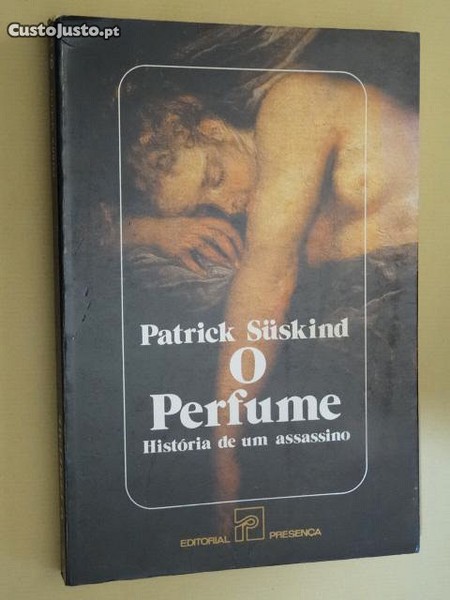 CustoJusto.pt
Patrick Süskind
O
Perfume
História de um assassino
EDITORIAL PRESENÇA